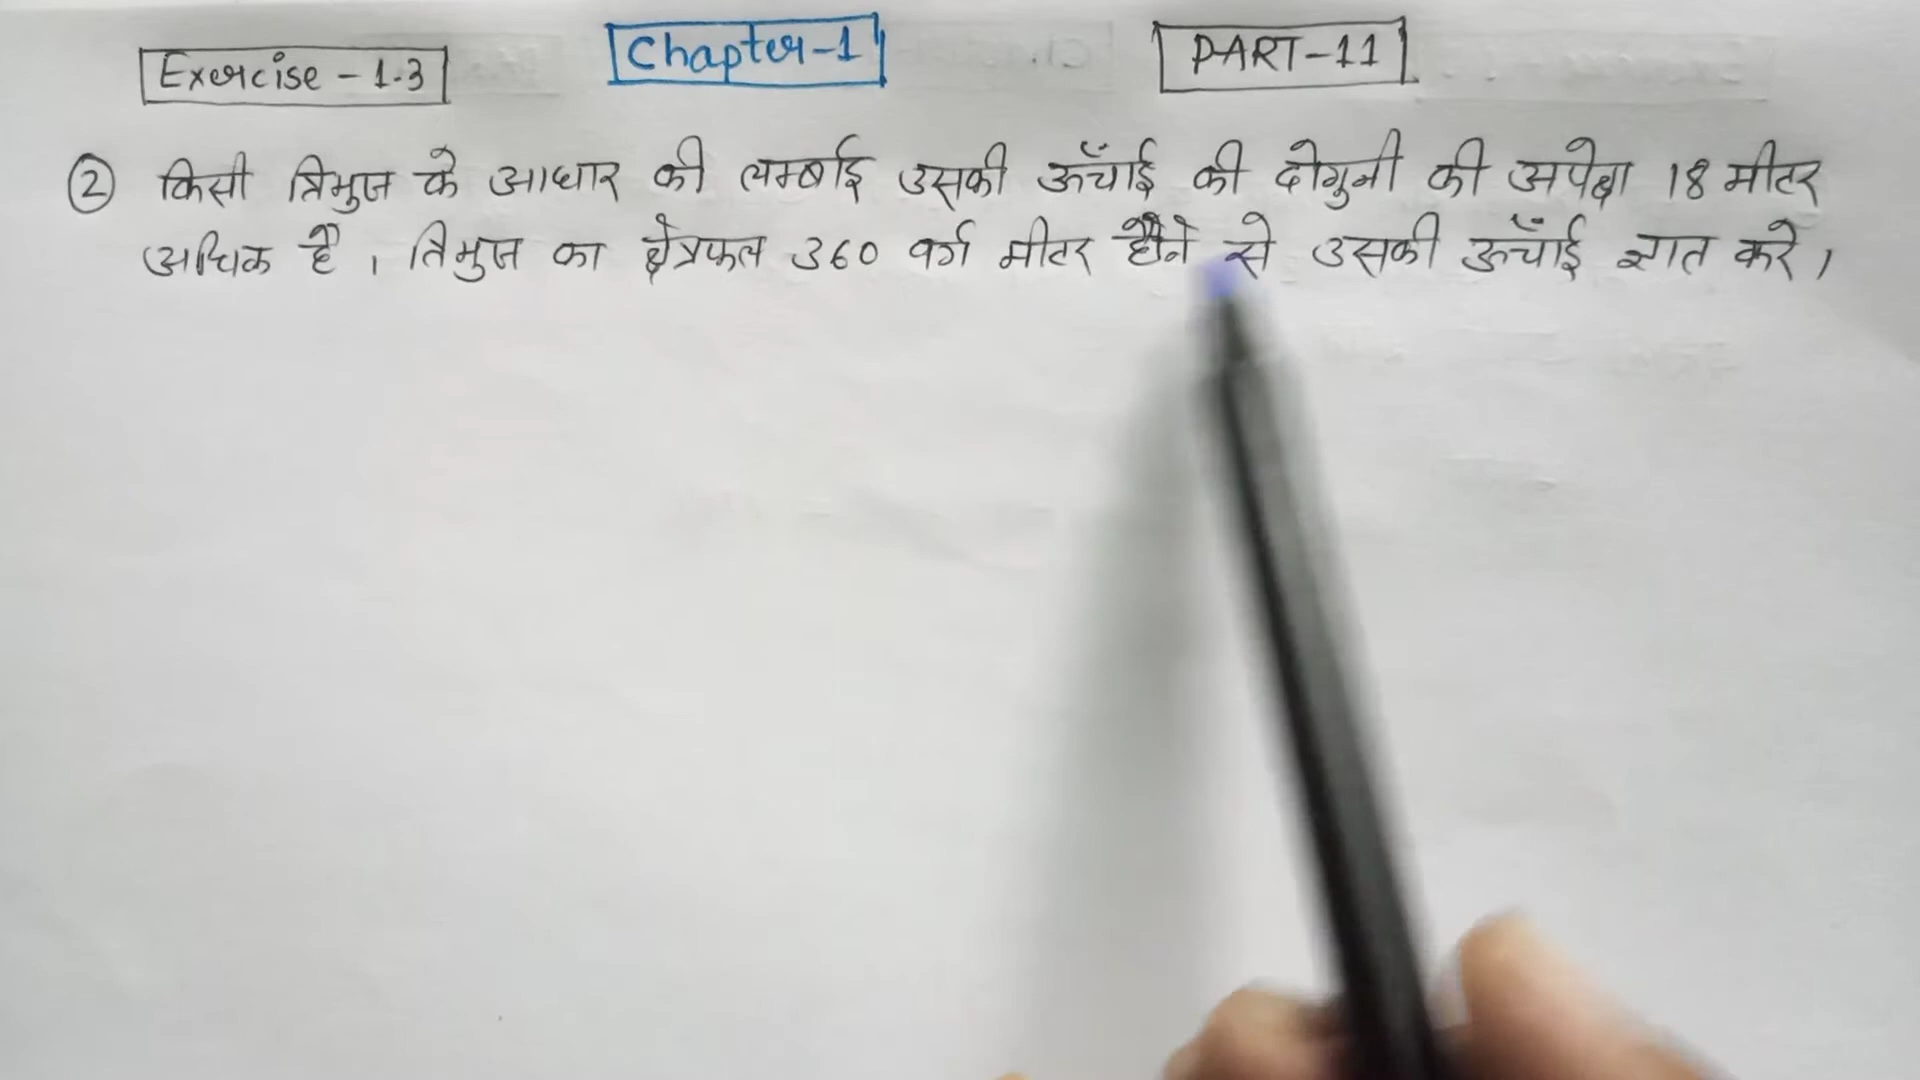 Exercise - 1.3
Chapter-1
PART-11
② किसी त्रिभुज के आधार की लम्बाई उसकी ऊँचाई की दोगुनी की अपेक्षा 18 मीटर
अधिक है । त्रिभुज का क्षेत्रफल 360 वर्ग मीटर होने से उसकी ऊँचाई ज्ञात करे ।